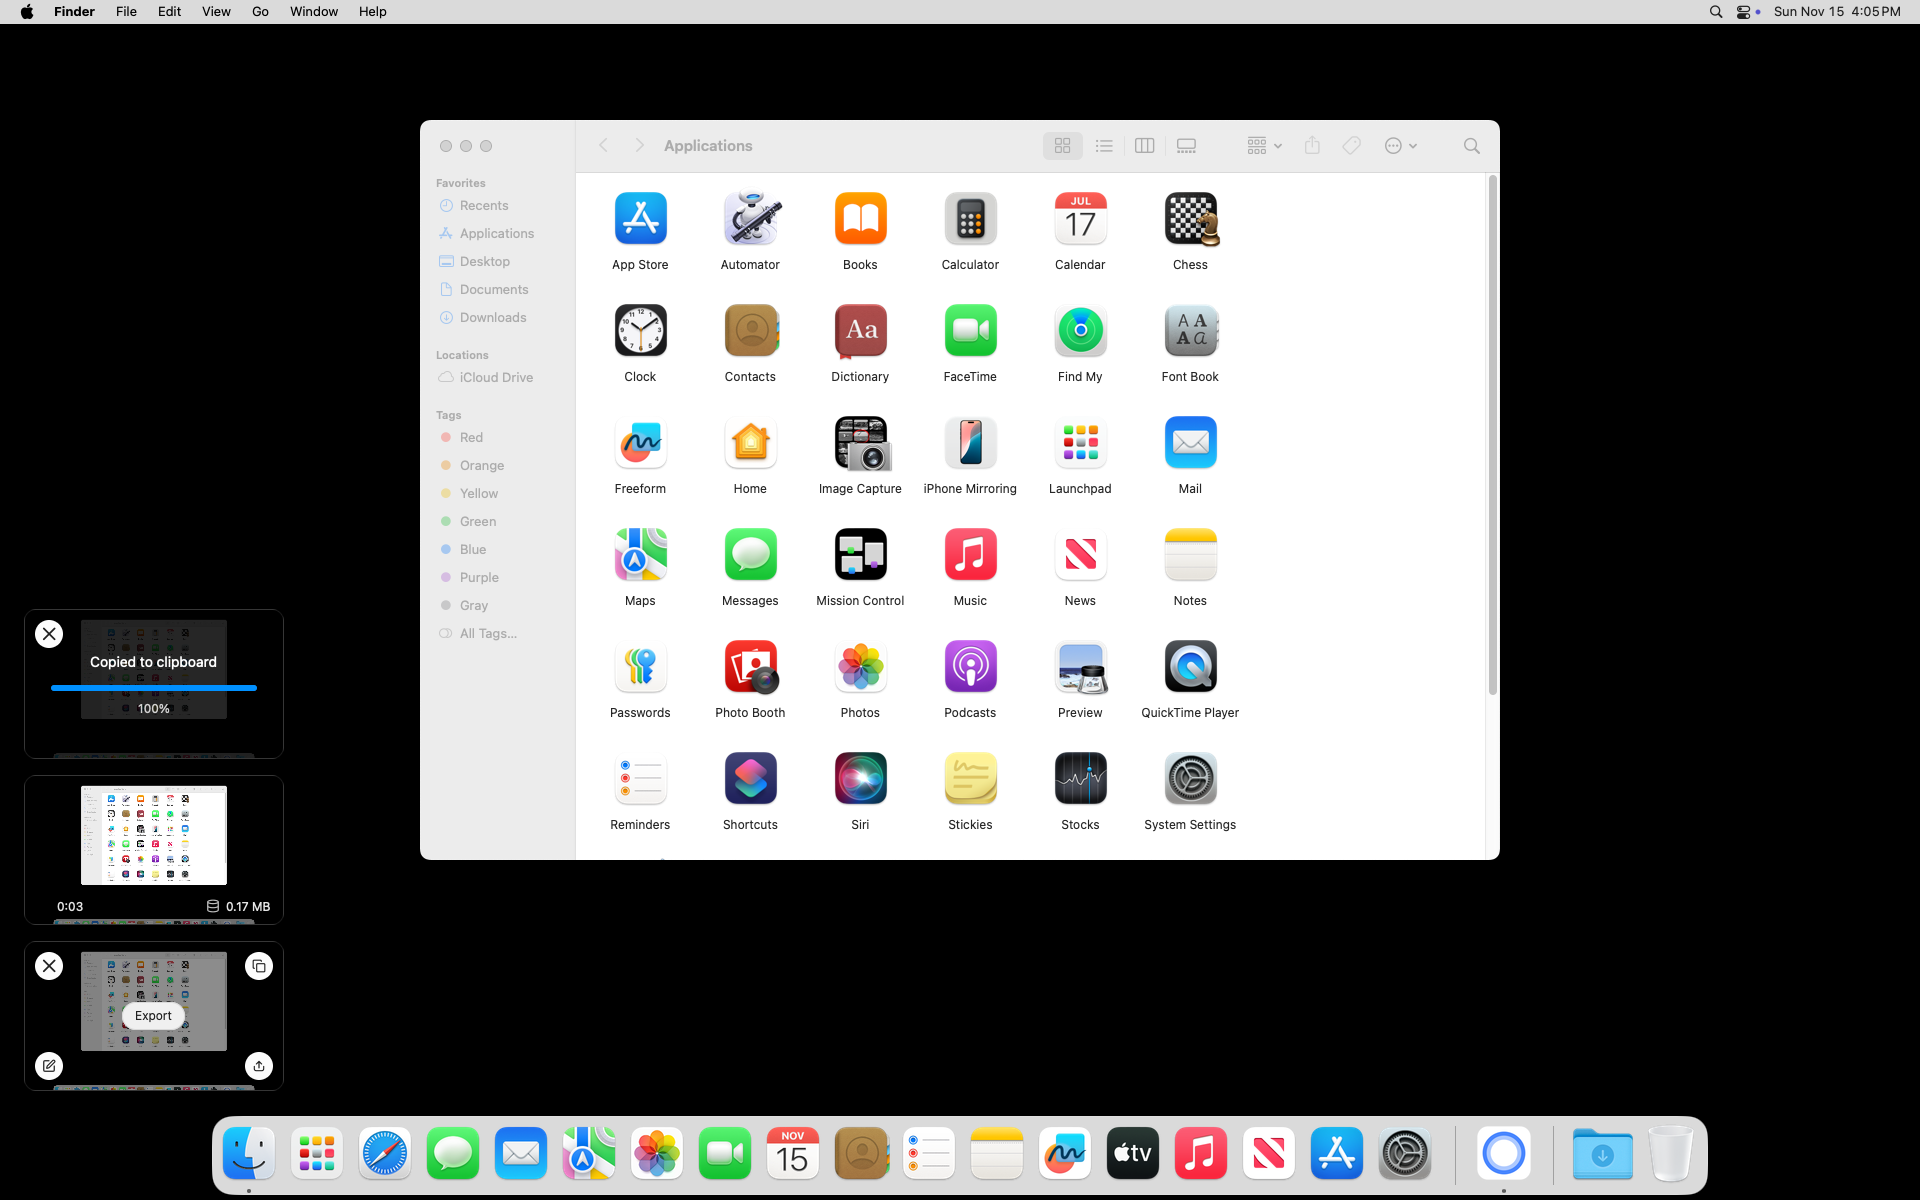 Finder File Edit View Go Window Help
Sun Nov 15 4:05 PM
Applications
Favorites
Recents
Applications
Desktop
Documents
Downloads
Locations
iCloud Drive
Tags
Red
Orange
Yellow
Green
Blue
Purple
Gray
All Tags...
JUL
17
App Store Automator Books Calculator Calendar Chess
Aa
Clock Contacts Dictionary FaceTime Find My Font Book
Freeform Home Image Capture iPhone Mirroring Launchpad Mail
Maps Messages Mission Control Music News Notes
Passwords Photo Booth Photos Podcasts Preview QuickTime Player
Reminders Shortcuts Siri Stickies Stocks System Settings
Copied to clipboard
100%
0:03 0.17 MB
Export
NOV
15
tv